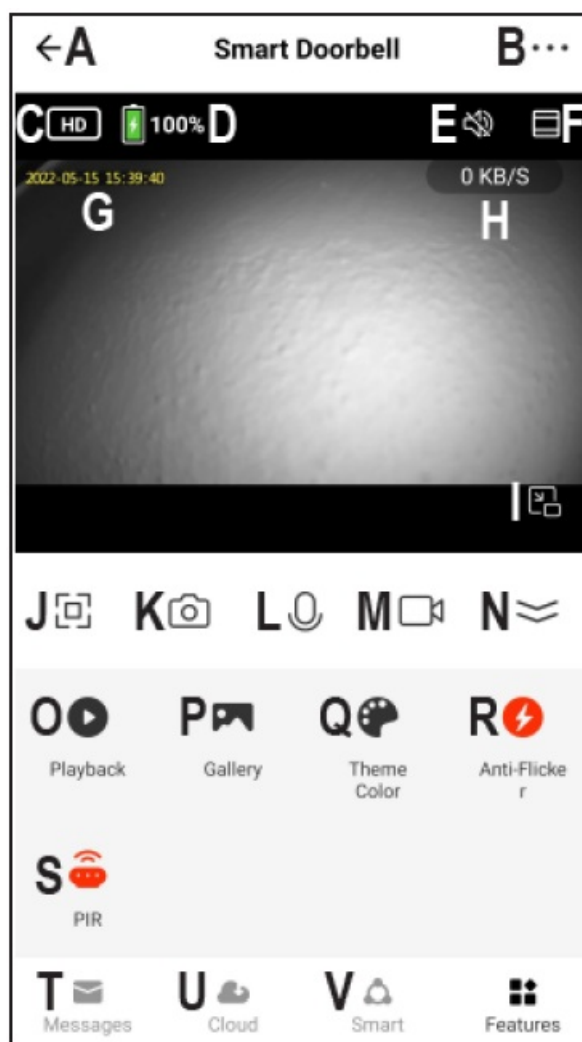 A Smart Doorbell B
C HD 100% D E F
2022-05-15 15:39:40 0 KB/S
G H
I
J K L M N
O P Q R
Playback Gallery Theme Color Anti-Flicke
r
S
PIR
T U V
Messages Cloud Smart Features